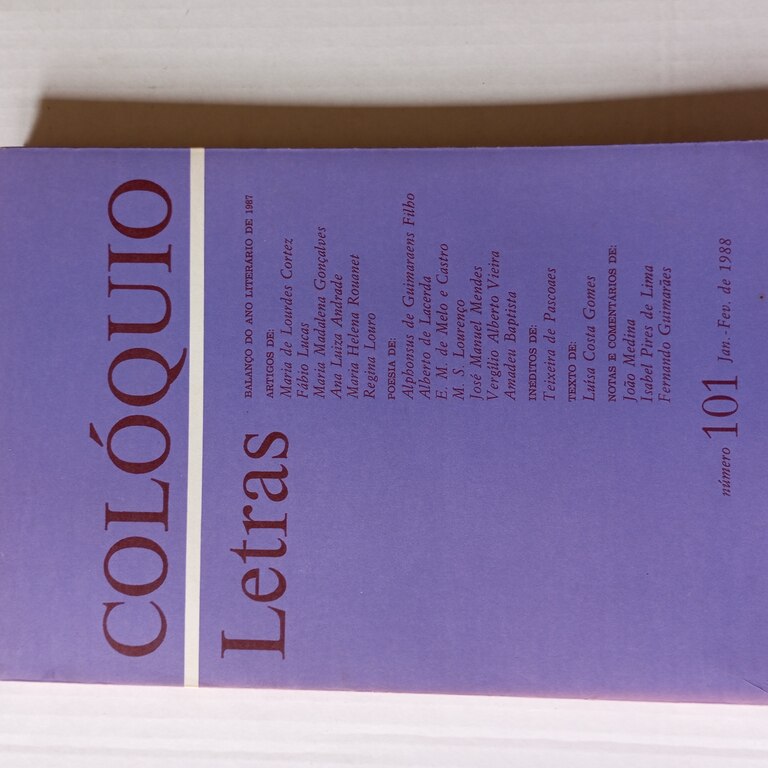 COLÓQUIO
Letras
BALANÇO DO ANO LITERÁRIO DE 1987
ARTIGOS DE:
Maria de Lourdes Cortez
Fábio Lucas
Maria Madalena Gonçalves
Ana Luiza Andrade
Maria Helena Rouanet
Regina Louro
POESIA DE:
Alphonsus de Guimaraens Filho
Alberto de Lacerda
E. M. de Melo e Castro
M. S. Lourenço
José Manuel Mendes
Vergílio Alberto Vieira
Amadeu Baptista
INÉDITOS DE:
Teixeira de Pascoaes
TEXTO DE:
Luísa Costa Gomes
NOTAS E COMENTÁRIOS DE:
João Medina
Isabel Pires de Lima
Fernando Guimarães
número 101 Jan.-Fev. de 1988